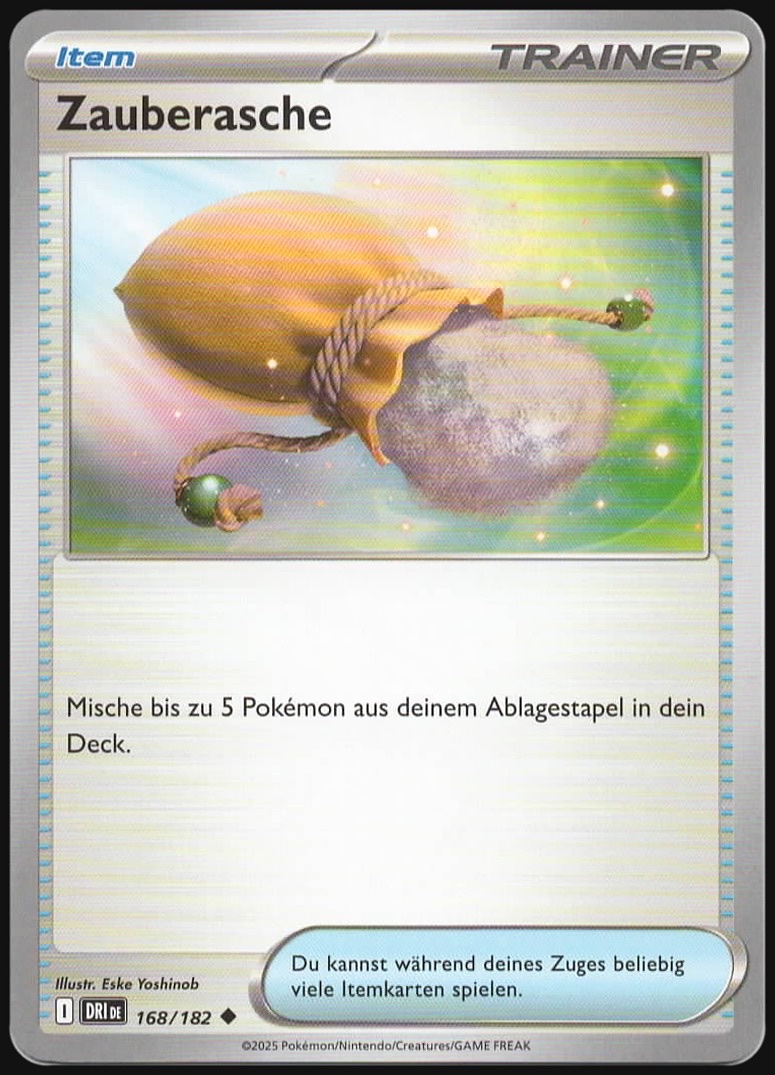 Item
TRAINER
Zauberasche
Mische bis zu 5 Pokémon aus deinem Ablagestapel in dein
Deck.
Du kannst während deines Zuges beliebig
viele Itemkarten spielen.
Illustr. Eske Yoshinob
I DRI DE 168/182 ◆
©2025 Pokémon/Nintendo/Creatures/GAME FREAK